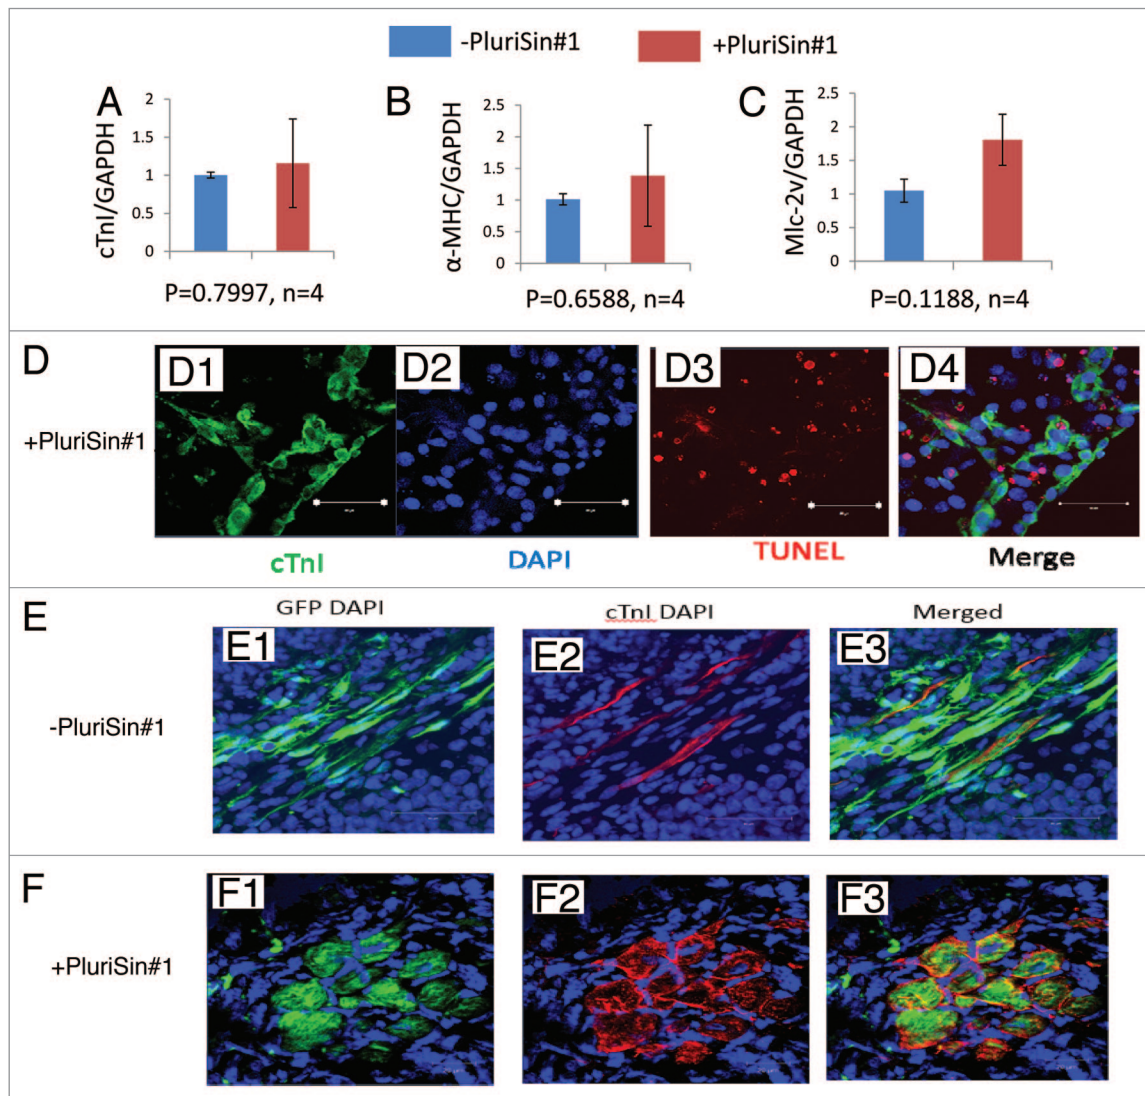 -PluriSin#1
+PluriSin#1
A
2
1.5
1
0.5
0
cTnI/GAPDH
P=0.7997, n=4
B
2.5
2
1.5
1
0.5
0
α-MHC/GAPDH
P=0.6588, n=4
C
2.5
2
1.5
1
0.5
0
Mlc-2v/GAPDH
P=0.1188, n=4
D
+PluriSin#1
D1
D2
D3
D4
cTnI
DAPI
TUNEL
Merge
E
GFP DAPI
cTnI DAPI
Merged
-PluriSin#1
E1
E2
E3
F
+PluriSin#1
F1
F2
F3